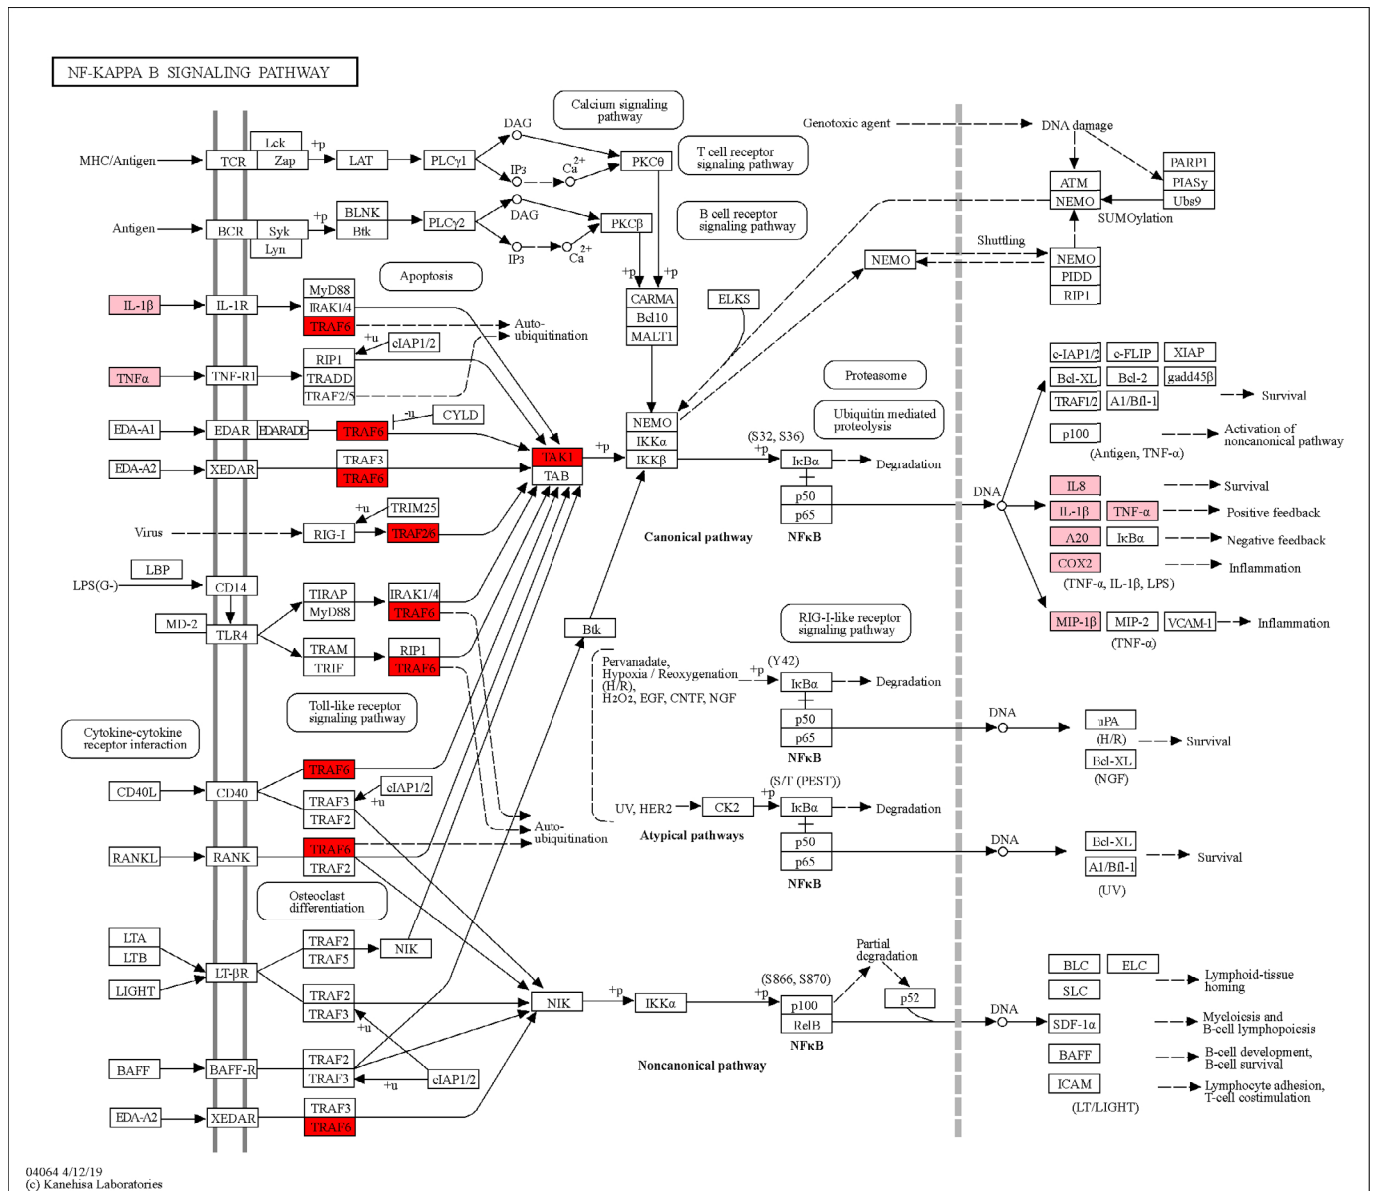 NF-KAPPA B SIGNALING PATHWAY
Calcium signaling
pathway
T cell receptor
signaling pathway
B cell receptor
signaling pathway
Genotoxic agent
DNA damage
MHC/Antigen
TCR
Lck
Zap
+p
LAT
PLCγ1
DAG
IP3
Ca2+
PKCθ
ATM
NEMO
PARP1
PIASy
Ubs9
SUMOylation
Antigen
BCR
Syk
Lyn
+p
BLNK
Btk
PLCγ2
DAG
IP3
Ca2+
PKCβ
+p
+p
NEMO
Shuttling
NEMO
PIDD
RIP1
Apoptosis
IL-1β
IL-1R
MyD88
IRAK1/4
TRAF6
Auto-
ubiquitination
CARMA
Bcl10
MALT1
ELKS
TNFα
TNF-R1
RIP1
TRADD
TRAF2/5
+u
cIAP1/2
Proteasome
Ubiquitin mediated
proteolysis
c-IAP1/2
c-FLIP
XIAP
Bcl-XL
Bcl-2
gadd45β
TRAF1/2
A1/Bfl-1
Survival
p100
Activation of
noncanonical pathway
(Antigen, TNF-α)
EDA-A1
EDAR
EDARADD
TRAF6
-u
CYLD
EDA-A2
XEDAR
TRAF3
TRAF6
TAK1
TAB
+p
NEMO
IKKα
IKKβ
(S32, S36)
+p
IκBα
Degradation
p50
p65
NFκB
Canonical pathway
DNA
IL8
Survival
IL-1β
TNF-α
Positive feedback
A20
IκBα
Negative feedback
COX2
Inflammation
(TNF-α, IL-1β, LPS)
Virus
RIG-I
+u
TRIM25
TRAF26
LPS(G-)
LBP
CD14
MD-2
TLR4
TIRAP
MyD88
IRAK1/4
TRAF6
TRAM
TRIF
RIP1
TRAF6
Btk
RIG-I-like receptor
signaling pathway
MIP-1β
MIP-2
VCAM-1
Inflammation
(TNF-α)
Pervanadate,
Hypoxia / Reoxygenation
(H/R),
H2O2, EGF, CNTF, NGF
+p
(Y42)
IκBα
Degradation
p50
p65
NFκB
DNA
uPA
(H/R)
Bcl-XL
(NGF)
Survival
Toll-like receptor
signaling pathway
Cytokine-cytokine
receptor interaction
CD40L
CD40
TRAF6
TRAF3
TRAF2
+u
cIAP1/2
UV, HER2
CK2
+p
(S/T (PEST))
IκBα
Degradation
p50
p65
NFκB
Atypical pathways
DNA
Bcl-XL
A1/Bfl-1
(UV)
Survival
RANKL
RANK
TRAF6
TRAF2
Auto-
ubiquitination
Osteoclast
differentiation
LTA
LTB
LIGHT
LT-βR
TRAF2
TRAF5
NIK
TRAF2
TRAF3
+u
NIK
+p
IKKα
+p
(S866, S870)
p100
RelB
NFκB
Partial
degradation
p52
DNA
BLC
ELC
SLC
Lymphoid-tissue
homing
SDF-1α
Myeloiesis and
B-cell lymphopoiesis
BAFF
B-cell development,
B-cell survival
ICAM
Lymphocyte adhesion,
T-cell costimulation
(LT/LIGHT)
BAFF
BAFF-R
TRAF2
TRAF3
+u
cIAP1/2
Noncanonical pathway
EDA-A2
XEDAR
TRAF3
TRAF6
04064 4/12/19
(c) Kanehisa Laboratories